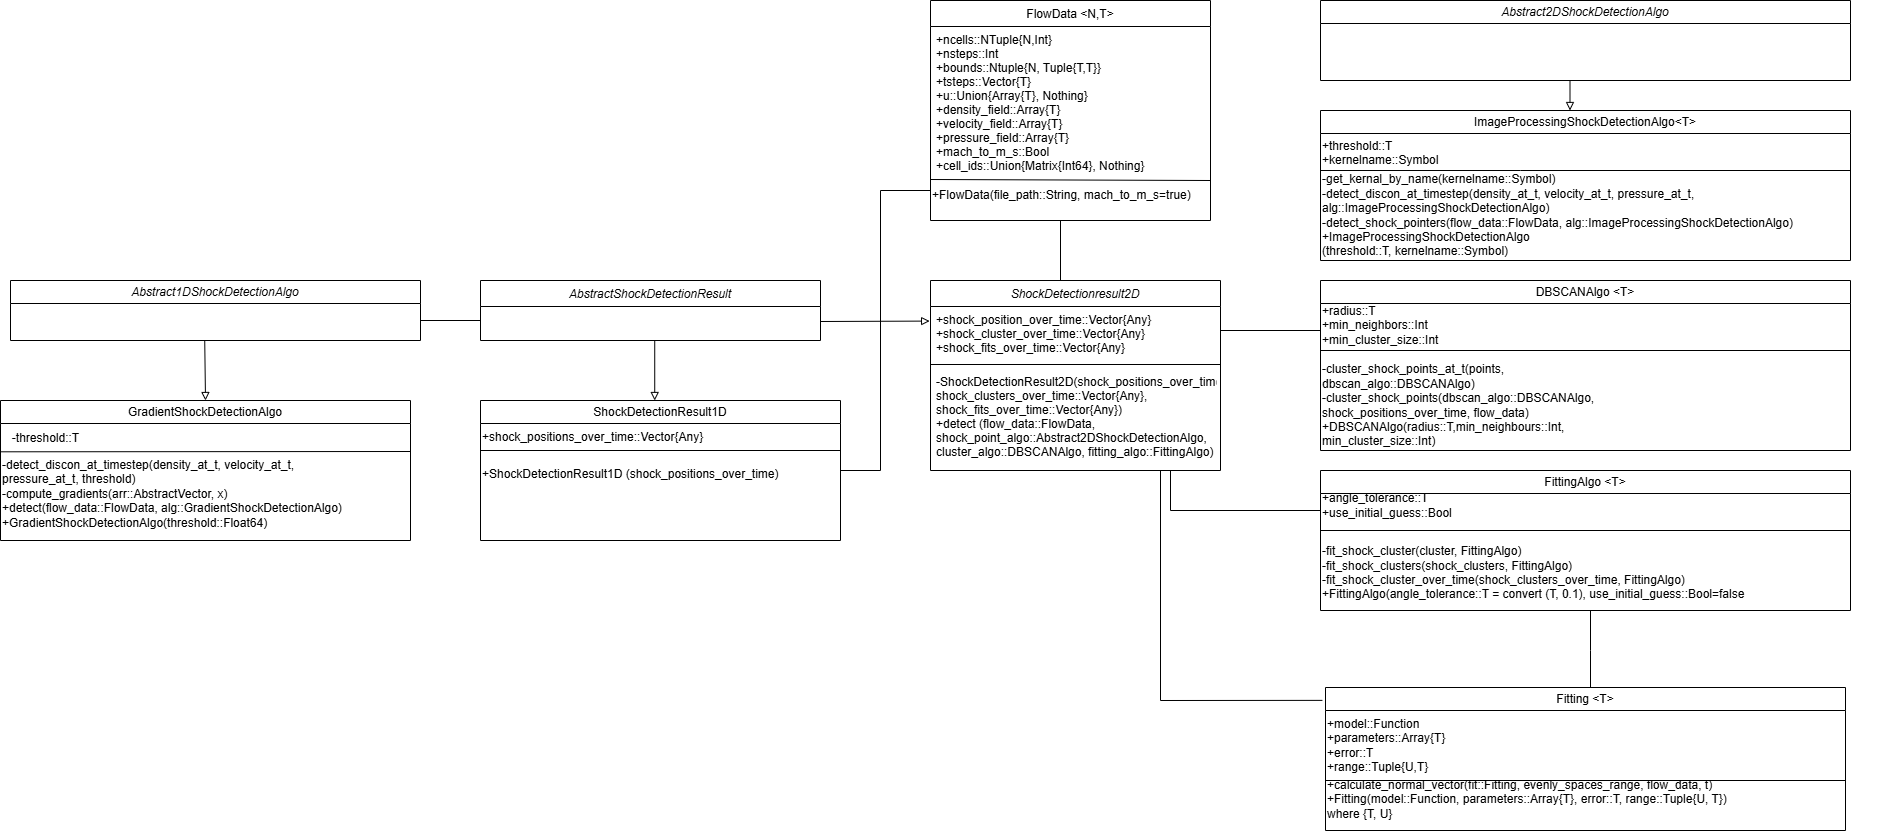 FlowData <N,T>
+ncells::NTuple{N,Int}
+nsteps::Int
+bounds::Ntuple{N, Tuple{T,T}}
+tsteps::Vector{T}
+u::Union{Array{T}, Nothing}
+density_field::Array{T}
+velocity_field::Array{T}
+pressure_field::Array{T}
+mach_to_m_s::Bool
+cell_ids::Union{Matrix{Int64}, Nothing}
+FlowData(file_path::String, mach_to_m_s=true)
Abstract2DShockDetectionAlgo
ImageProcessingShockDetectionAlgo<T>
+threshold::T
+kernelname::Symbol
-get_kernal_by_name(kernelname::Symbol)
-detect_discon_at_timestep(density_at_t, velocity_at_t, pressure_at_t,
alg::ImageProcessingShockDetectionAlgo)
-detect_shock_pointers(flow_data::FlowData, alg::ImageProcessingShockDetectionAlgo)
+ImageProcessingShockDetectionAlgo
(threshold::T, kernelname::Symbol)
Abstract1DShockDetectionAlgo
AbstractShockDetectionResult
ShockDetectionresult2D
+shock_position_over_time::Vector{Any}
+shock_cluster_over_time::Vector{Any}
+shock_fits_over_time::Vector{Any}
-ShockDetectionResult2D(shock_positions_over_tim
shock_clusters_over_time::Vector{Any},
shock_fits_over_time::Vector{Any})
+detect (flow_data::FlowData,
shock_point_algo::Abstract2DShockDetectionAlgo,
cluster_algo::DBSCANAlgo, fitting_algo::FittingAlgo)
DBSCANAlgo <T>
+radius::T
+min_neighbors::Int
+min_cluster_size::Int
-cluster_shock_points_at_t(points,
dbscan_algo::DBSCANAlgo)
-cluster_shock_points(dbscan_algo::DBSCANAlgo,
shock_positions_over_time, flow_data)
+DBSCANAlgo(radius::T,min_neighbours::Int,
min_cluster_size::Int)
GradientShockDetectionAlgo
-threshold::T
-detect_discon_at_timestep(density_at_t, velocity_at_t,
pressure_at_t, threshold)
-compute_gradients(arr::AbstractVector, x)
+detect(flow_data::FlowData, alg::GradientShockDetectionAlgo)
+GradientShockDetectionAlgo(threshold::Float64)
ShockDetectionResult1D
+shock_positions_over_time::Vector{Any}
+ShockDetectionResult1D (shock_positions_over_time)
FittingAlgo <T>
+angle_tolerance::T
+use_initial_guess::Bool
-fit_shock_cluster(cluster, FittingAlgo)
-fit_shock_clusters(shock_clusters, FittingAlgo)
-fit_shock_cluster_over_time(shock_clusters_over_time, FittingAlgo)
+FittingAlgo(angle_tolerance::T = convert (T, 0.1), use_initial_guess::Bool=false
Fitting <T>
+model::Function
+parameters::Array{T}
+error::T
+range::Tuple{U,T}
+calculate_normal_vector(fit::Fitting, evenly_spaces_range, flow_data, t)
+Fitting(model::Function, parameters::Array{T}, error::T, range::Tuple{U, T})
where {T, U}